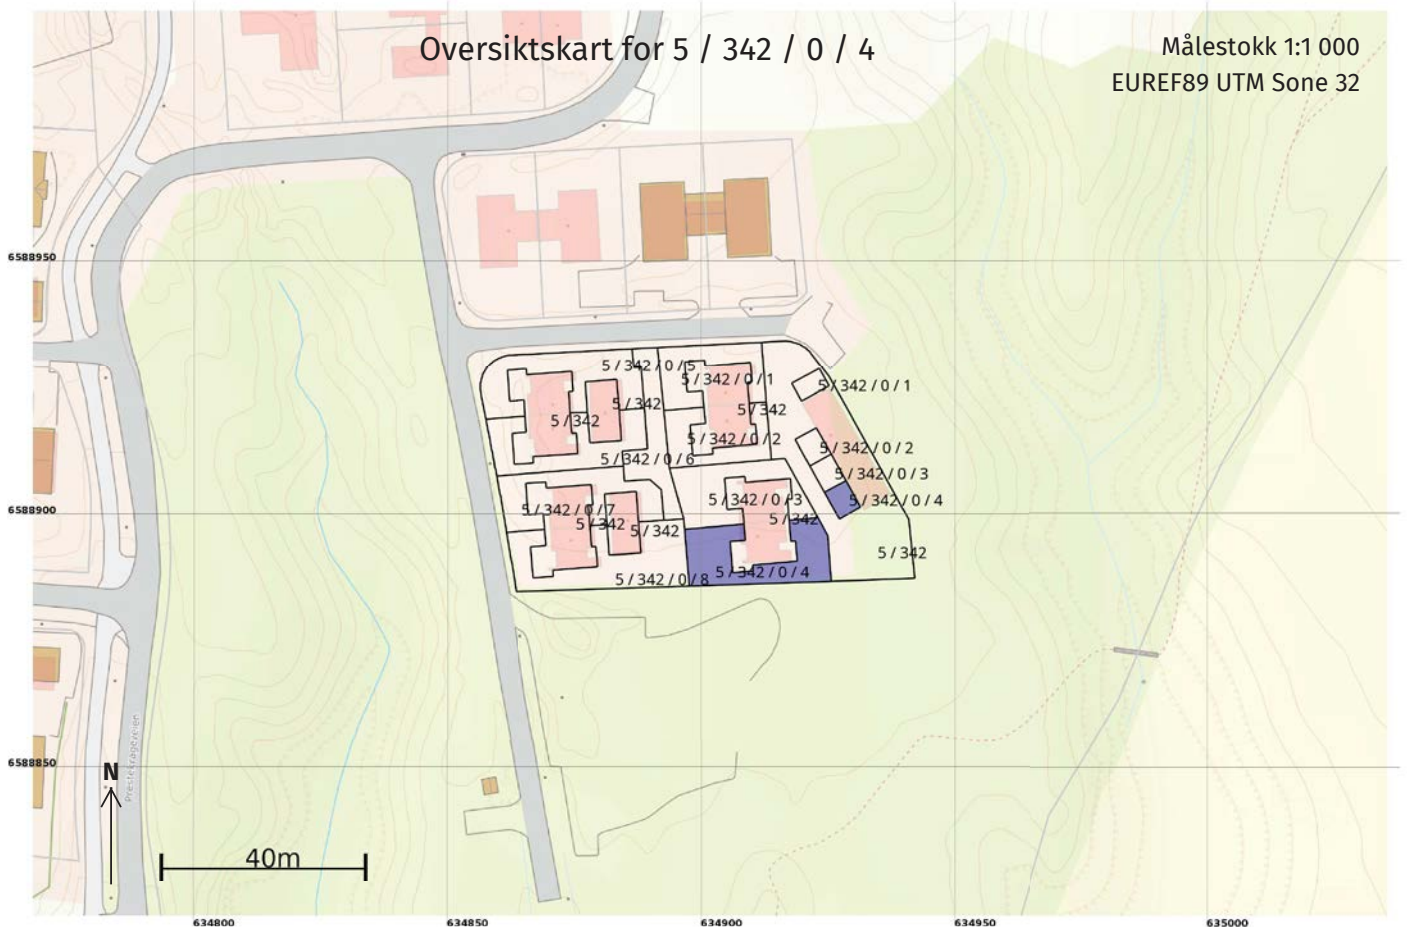 Oversiktskart for 5 / 342 / 0 / 4
Målestokk 1:1 000
EUREF89 UTM Sone 32
6588950
5 / 342 / 0 / 5
5 / 342 / 0 / 1
5 / 342 / 0 / 1
5 / 342
5 / 342
5 / 342
5 / 342 / 0 / 2
5 / 342 / 0 / 2
5 / 342 / 0 / 6
5 / 342 / 0 / 3
5 / 342 / 0 / 3
5 / 342 / 0 / 4
5 / 342 / 0 / 7
6588900
5 / 342
5 / 342
5 / 342
5 / 342
5 / 342 / 0 / 4
5 / 342 / 0 / 8
6588850
Prestekrageveien
N
40m
634800
634850
634900
634950
635000